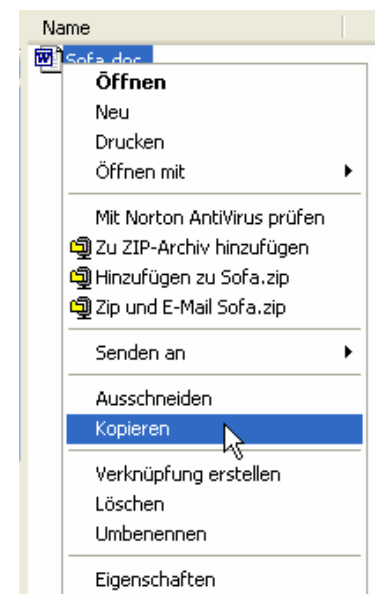 Name
Sofa.doc
Öffnen
Neu
Drucken
Öffnen mit
Mit Norton AntiVirus prüfen
Zu ZIP-Archiv hinzufügen
Hinzufügen zu Sofa.zip
Zip und E-Mail Sofa.zip
Senden an
Ausschneiden
Kopieren
Verknüpfung erstellen
Löschen
Umbenennen
Eigenschaften